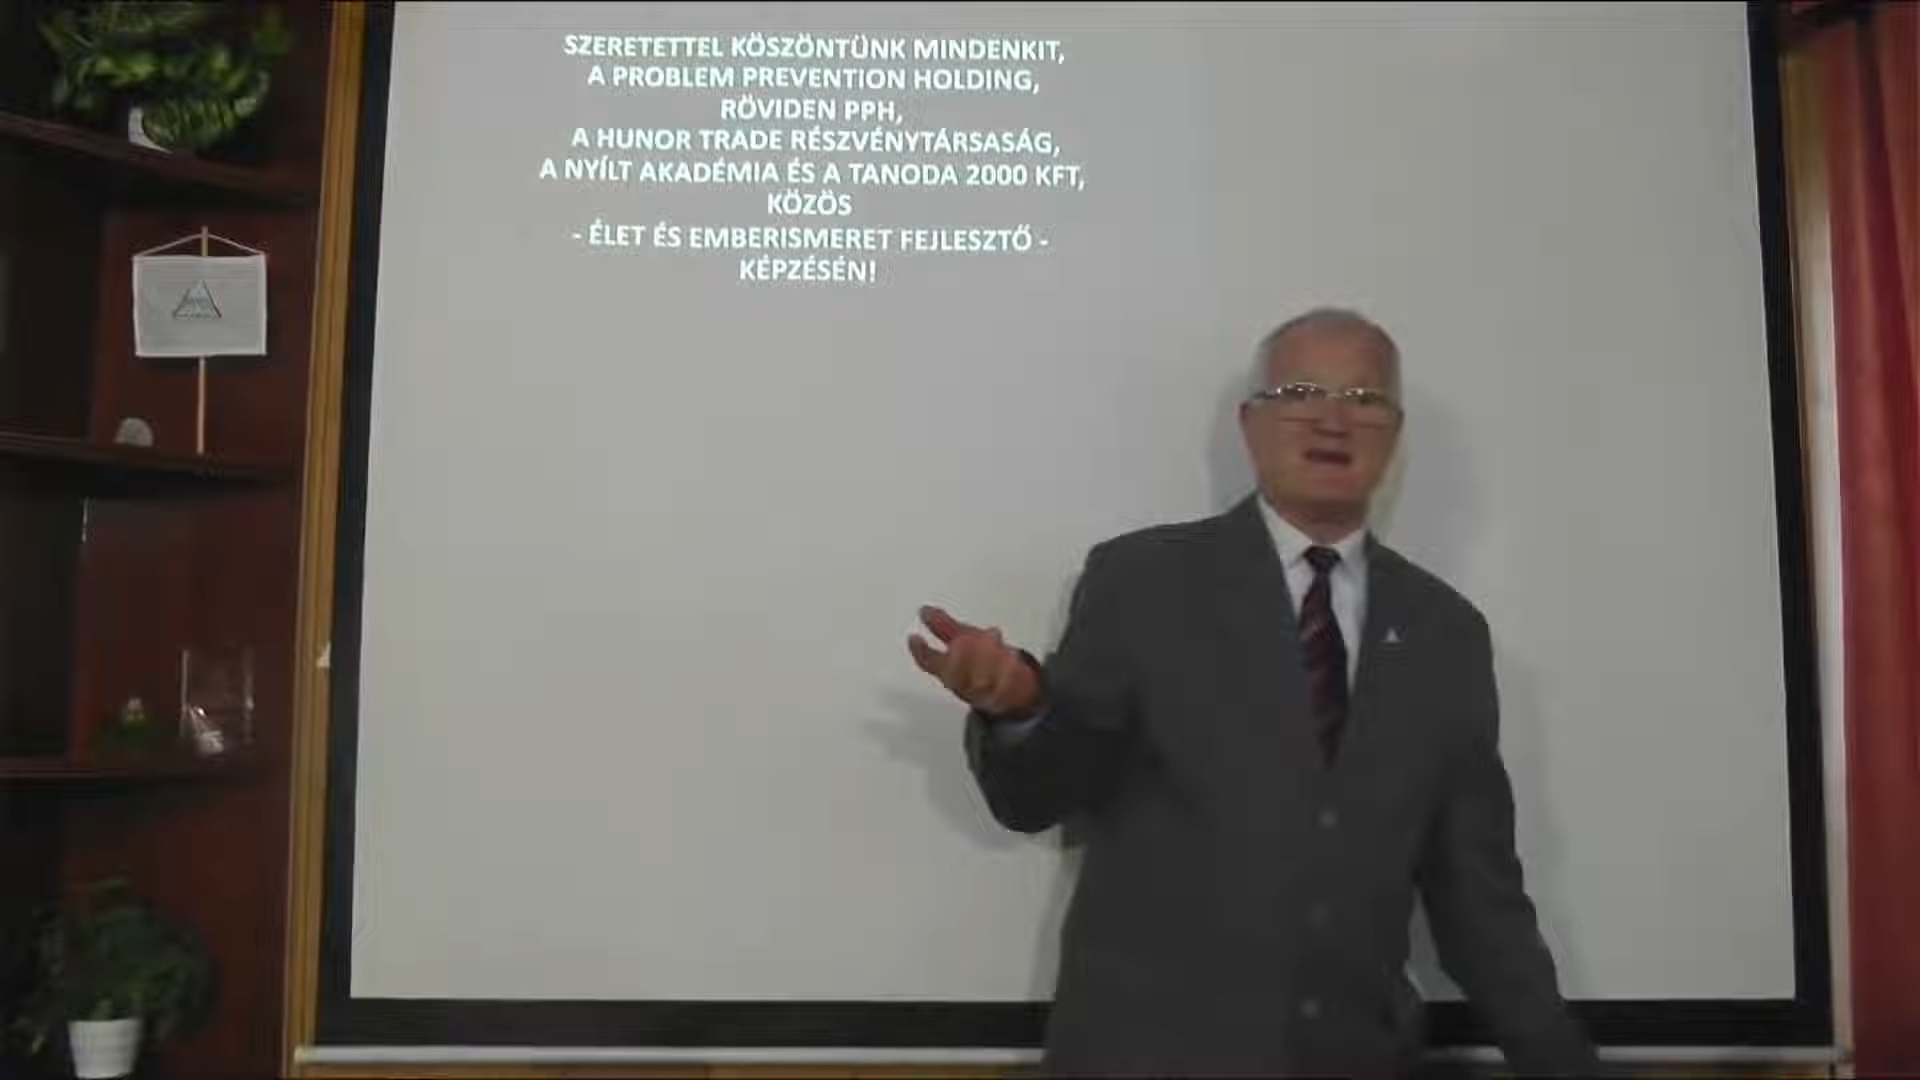 SZERETETTEL KÖSZÖNTÜNK MINDENKIT,
A PROBLEM PREVENTION HOLDING,
RÖVIDEN PPH,
A HUNOR TRADE RÉSZVÉNYTÁRSASÁG,
A NYÍLT AKADÉMIA ÉS A TANODA 2000 KFT,
KÖZÖS
- ÉLET ÉS EMBERISMERET FEJLESZTŐ -
KÉPZÉSÉN!